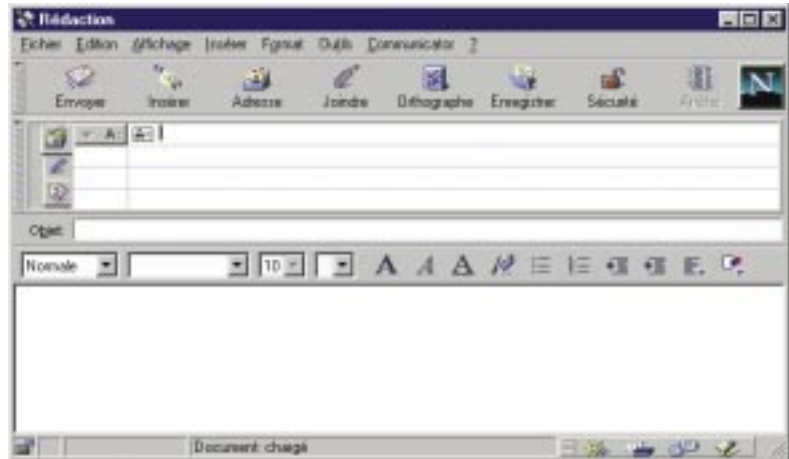 Rédaction
Fichier Edition Affichage Insérer Format Outils Communicator ?
Envoyer Insérer Adresse Joindre Orthographe Enregistrer Sécurité Arrêter
N
A:
Objet:
Normale 10
A A A
Document: chargé